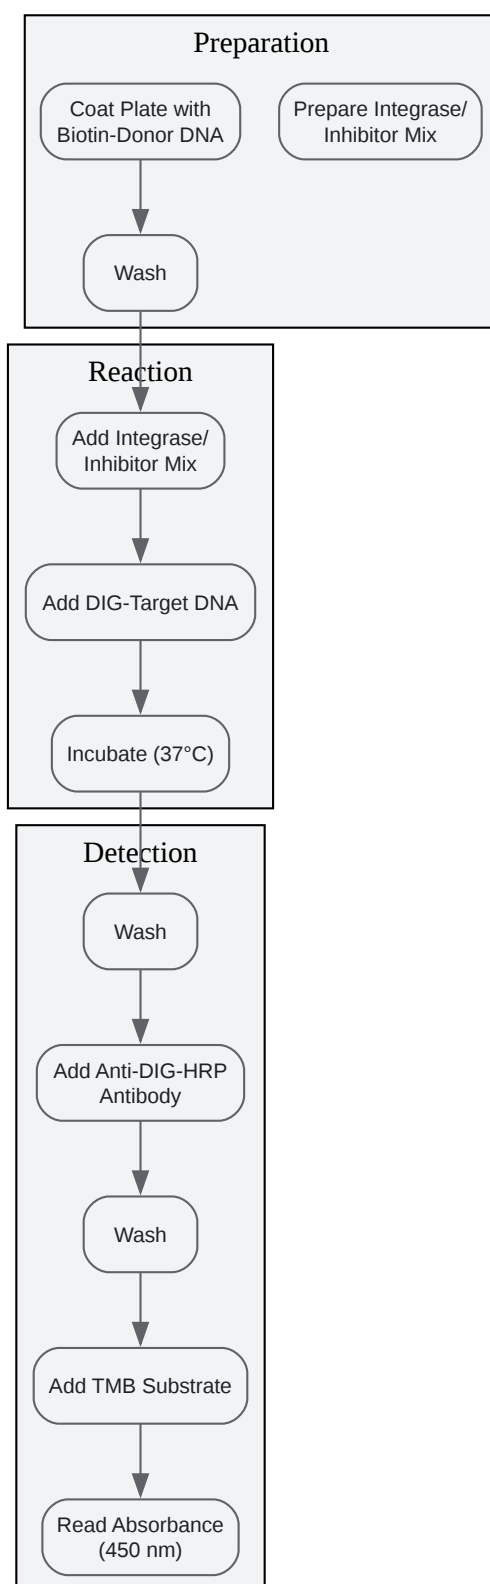 Preparation
Coat Plate with
Biotin-Donor DNA
Prepare Integrase/
Inhibitor Mix
Wash
Reaction
Add Integrase/
Inhibitor Mix
Add DIG-Target DNA
Incubate (37°C)
Detection
Wash
Add Anti-DIG-HRP
Antibody
Wash
Add TMB Substrate
Read Absorbance
(450 nm)